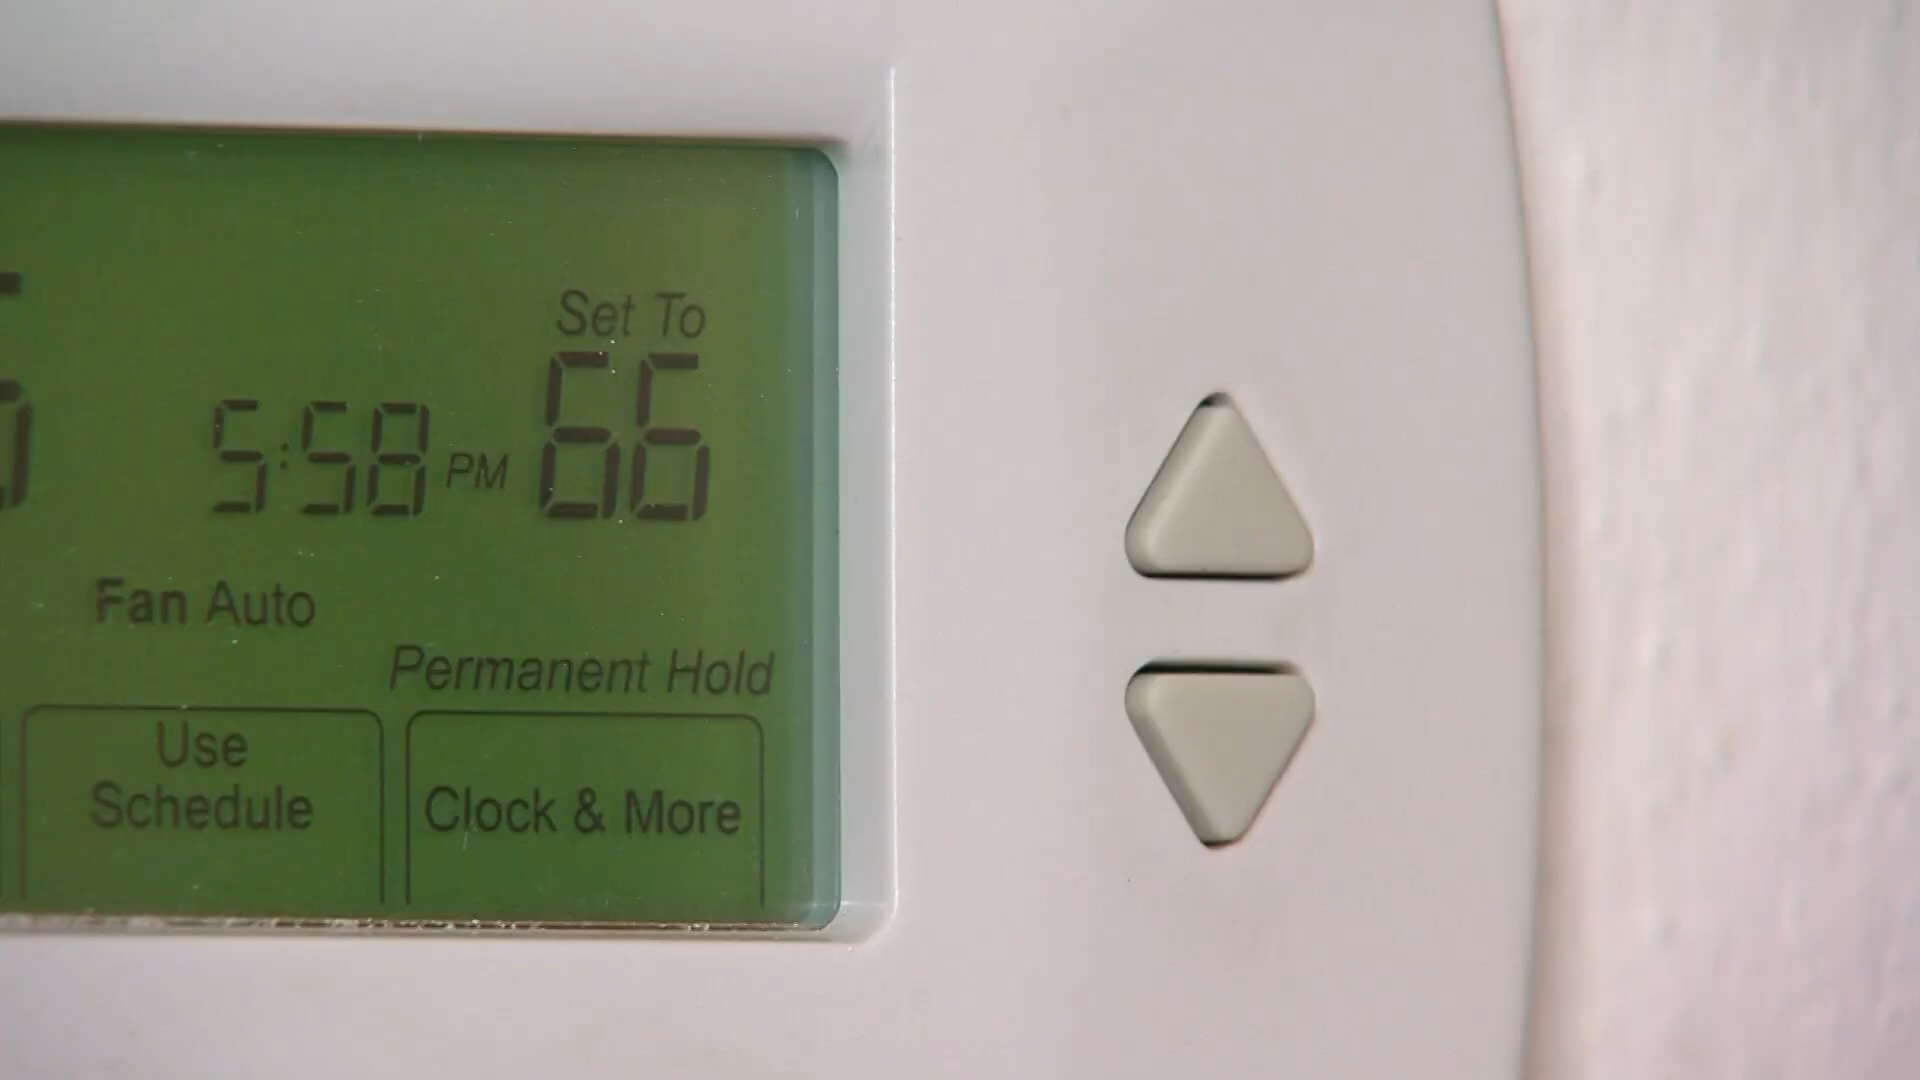 Set To
5:58 PM 66
Fan Auto
Permanent Hold
Use
Schedule
Clock & More